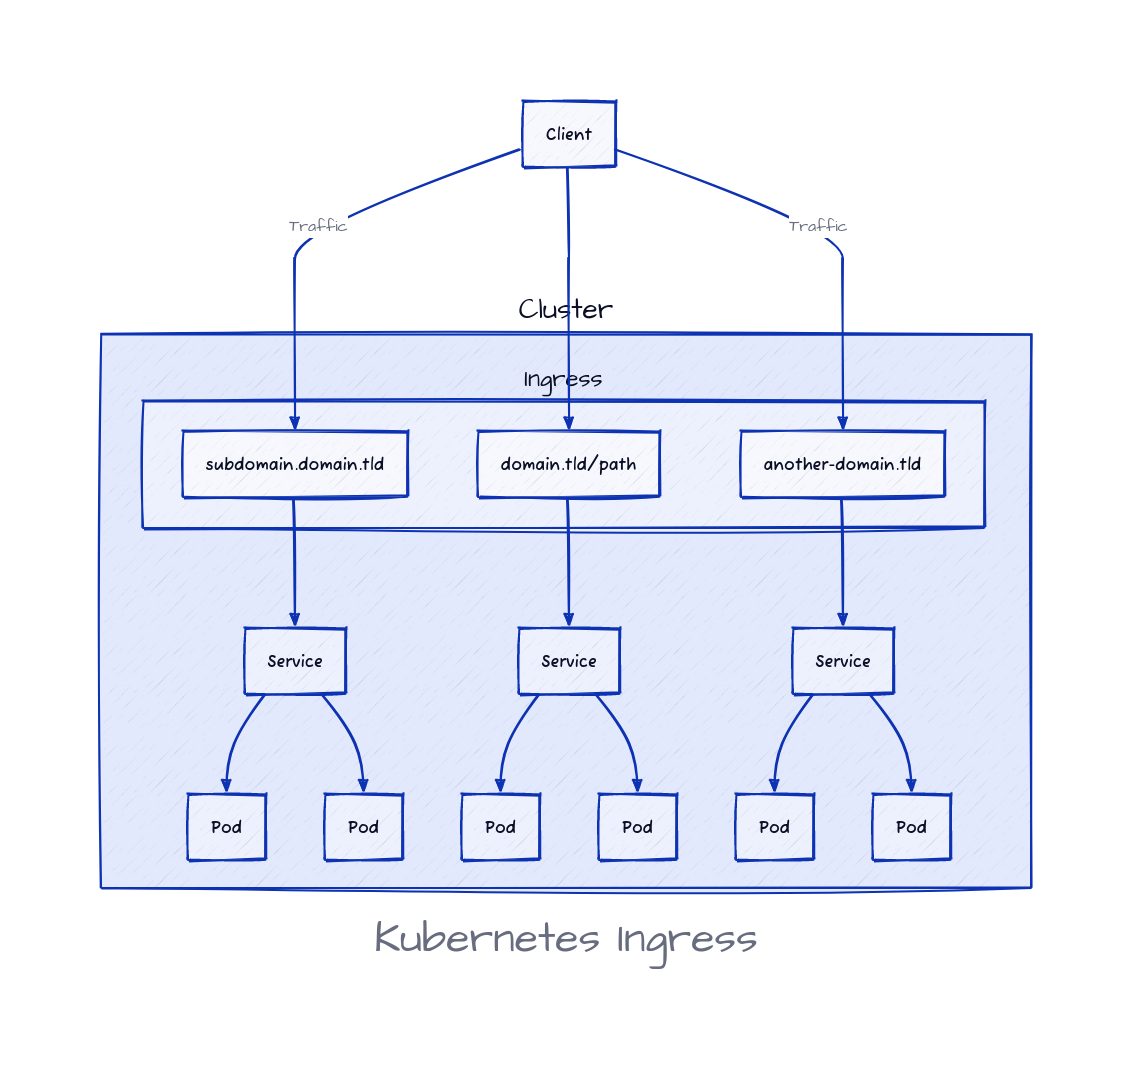 Client
Traffic
Traffic
Cluster
Ingress
subdomain.domain.tld
domain.tld/path
another-domain.tld
Service
Service
Service
Pod
Pod
Pod
Pod
Pod
Pod
Kubernetes Ingress